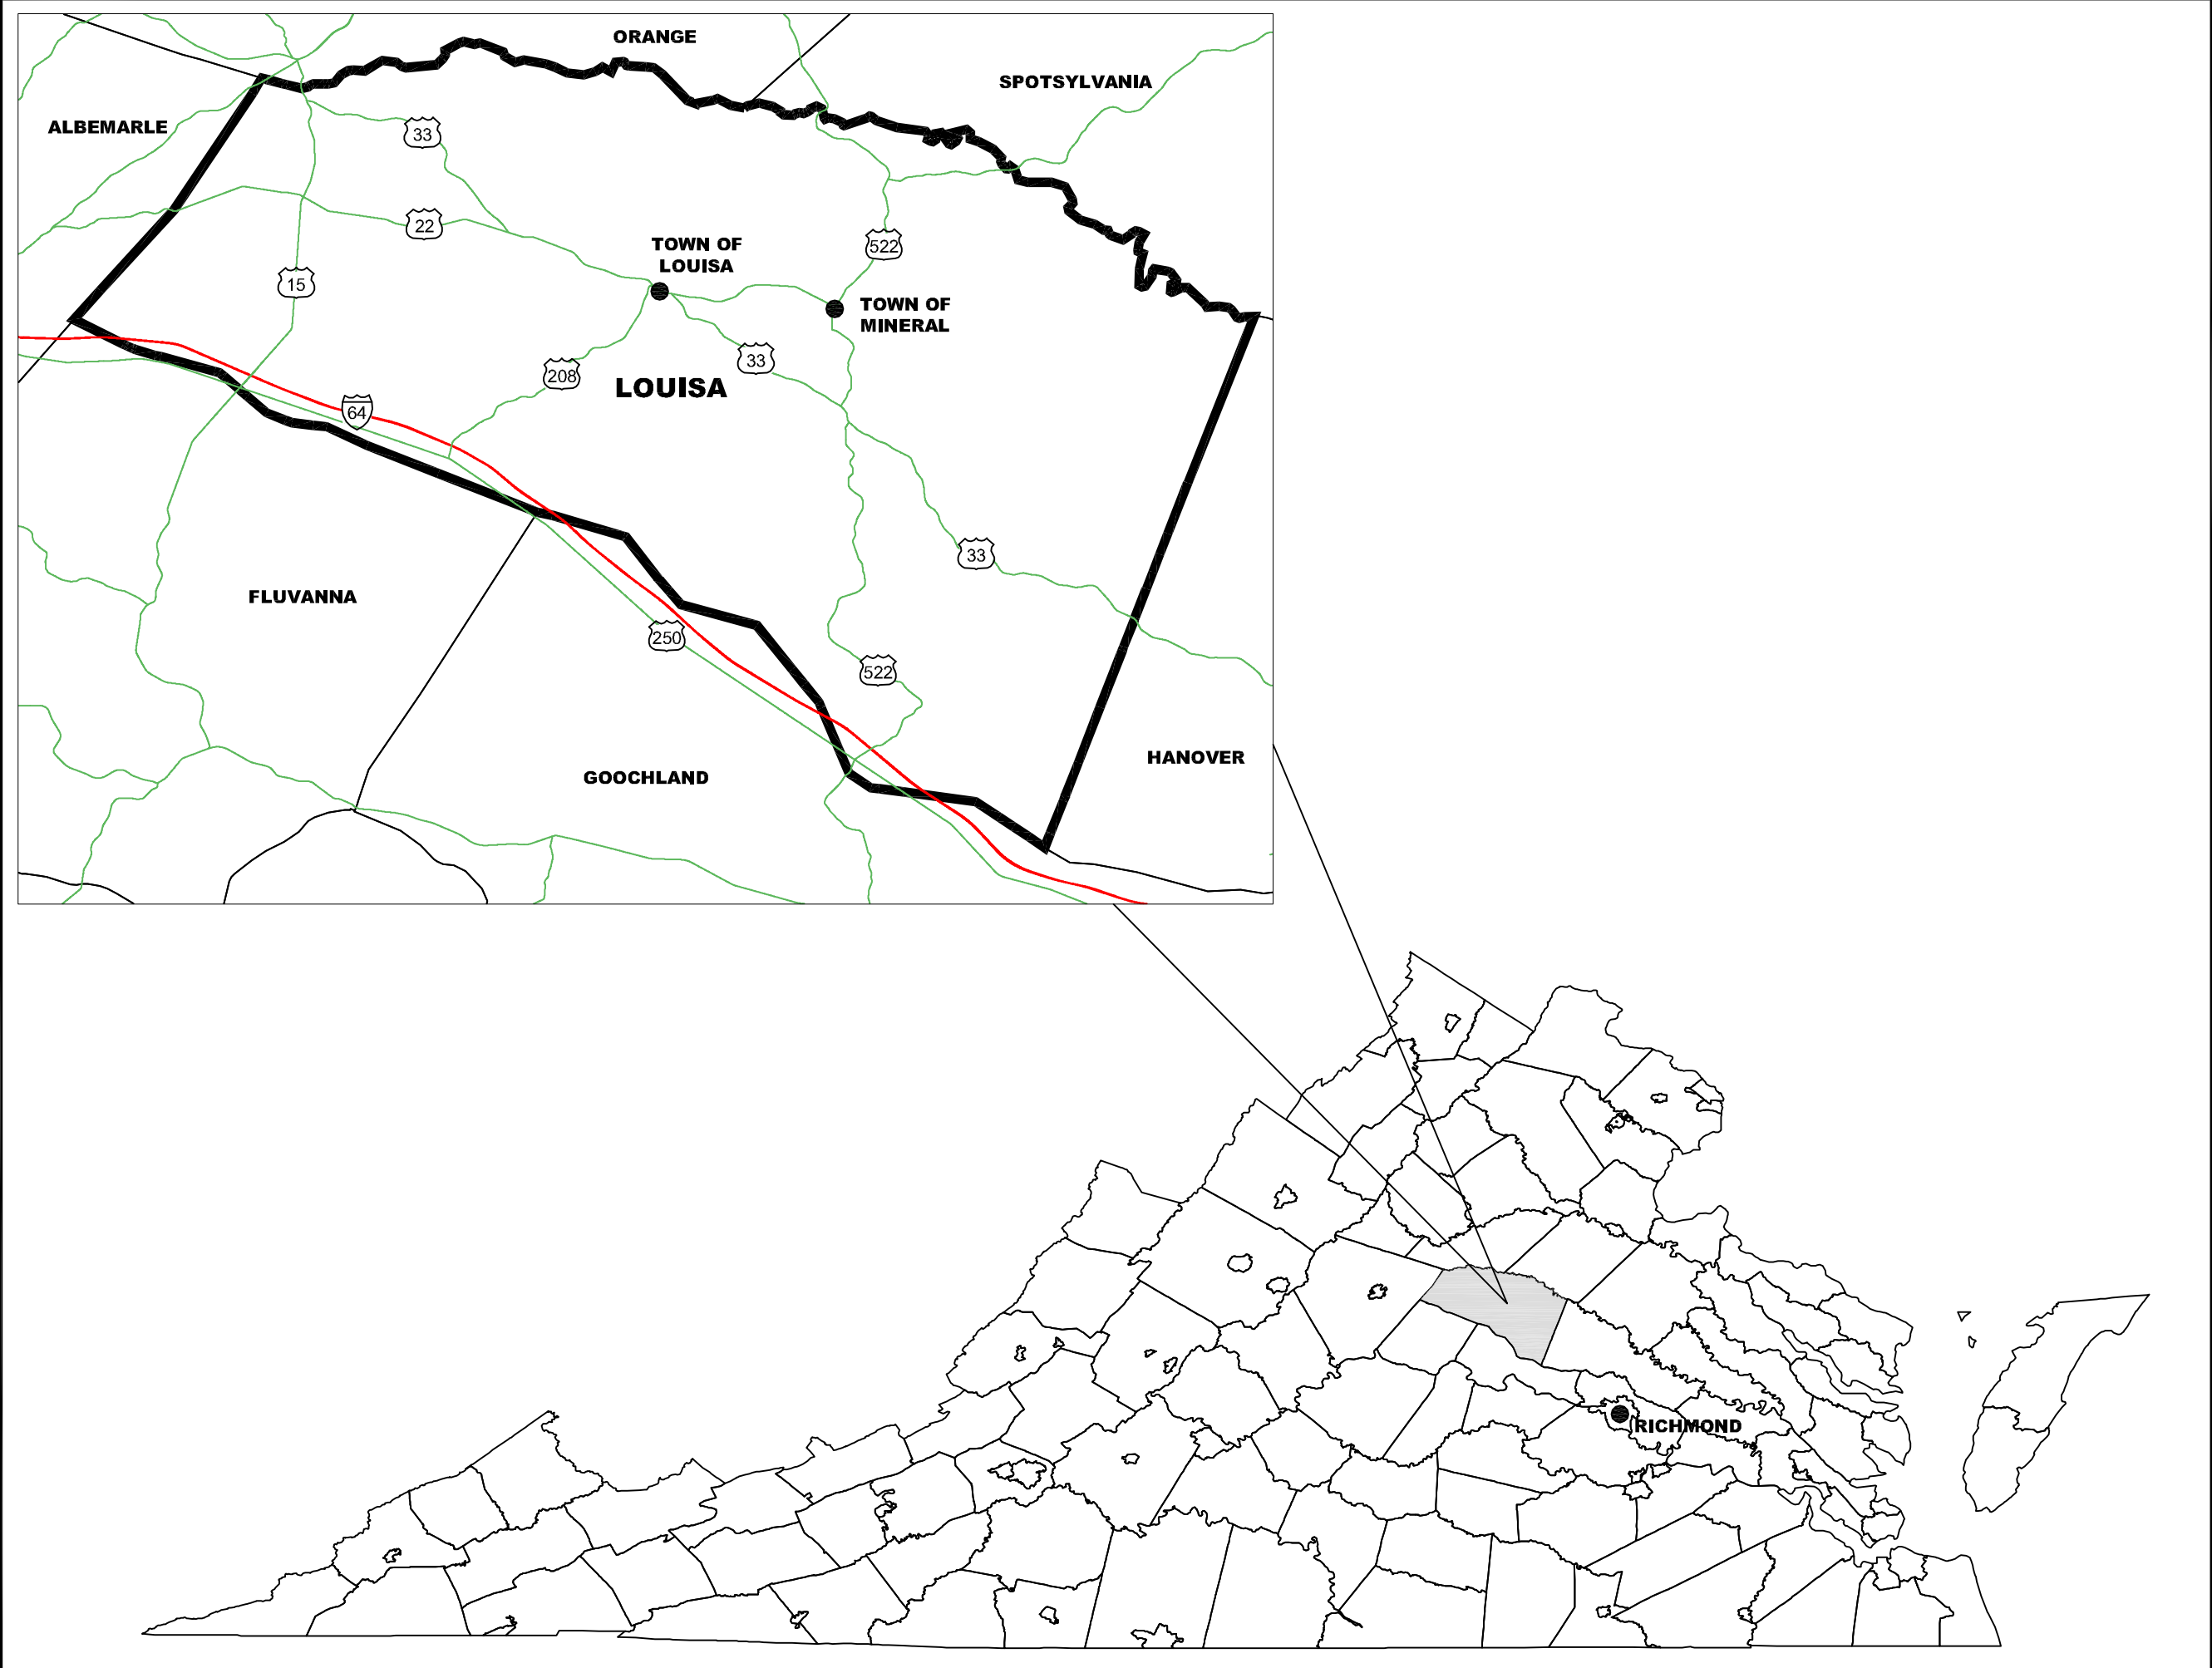 ORANGE
SPOTSYLVANIA
ALBEMARLE
33
22
TOWN OF
LOUISA
522
15
TOWN OF
MINERAL
33
208
LOUISA
64
33
FLUVANNA
250
522
HANOVER
GOOCHLAND
RICHMOND